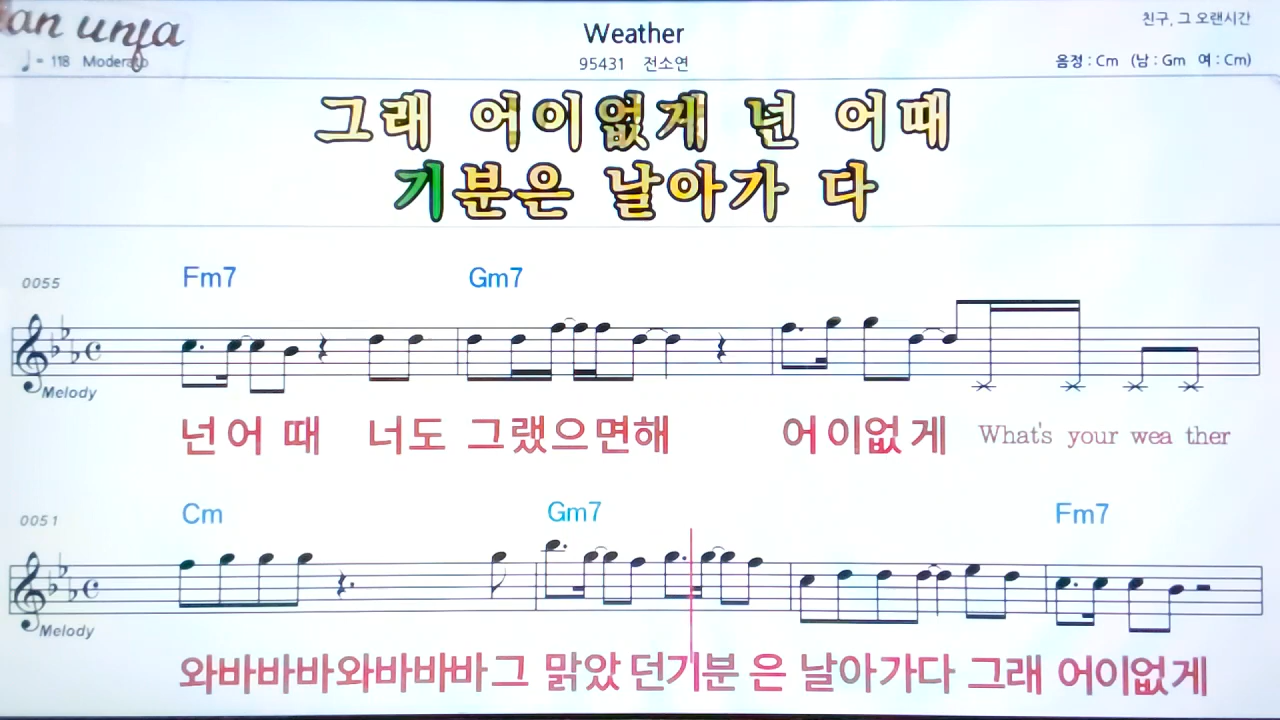 an unja
Weather
친구, 그 오랜시간
♩= 118 Moderato
95431 전소연
음정 : Cm (남 : Gm 여 : Cm)
그래 어이없게 넌 어때
기분은 날아가 다
0055
Fm7 Gm7
Melody
넌어 때 너도 그랬으면해 어이없게 What's your wea ther
0051
Cm Gm7 Fm7
Melody
와바바바와바바바그 맑았던기분 은 날아가다 그래 어이없게